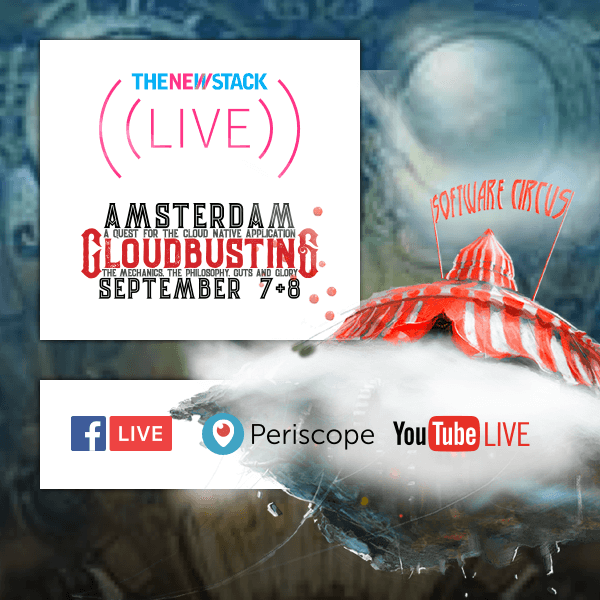 THENEWSTACK
((LIVE))
AMSTERDAM
A QUEST FOR THE CLOUD NATIVE APPLICATION
CLOUDBUSTING
THE MECHANICS, THE PHILOSOPHY, GUTS AND GLORY
SEPTEMBER 7+8
SOFTWARE CIRCUS
f LIVE
Periscope
YouTube LIVE